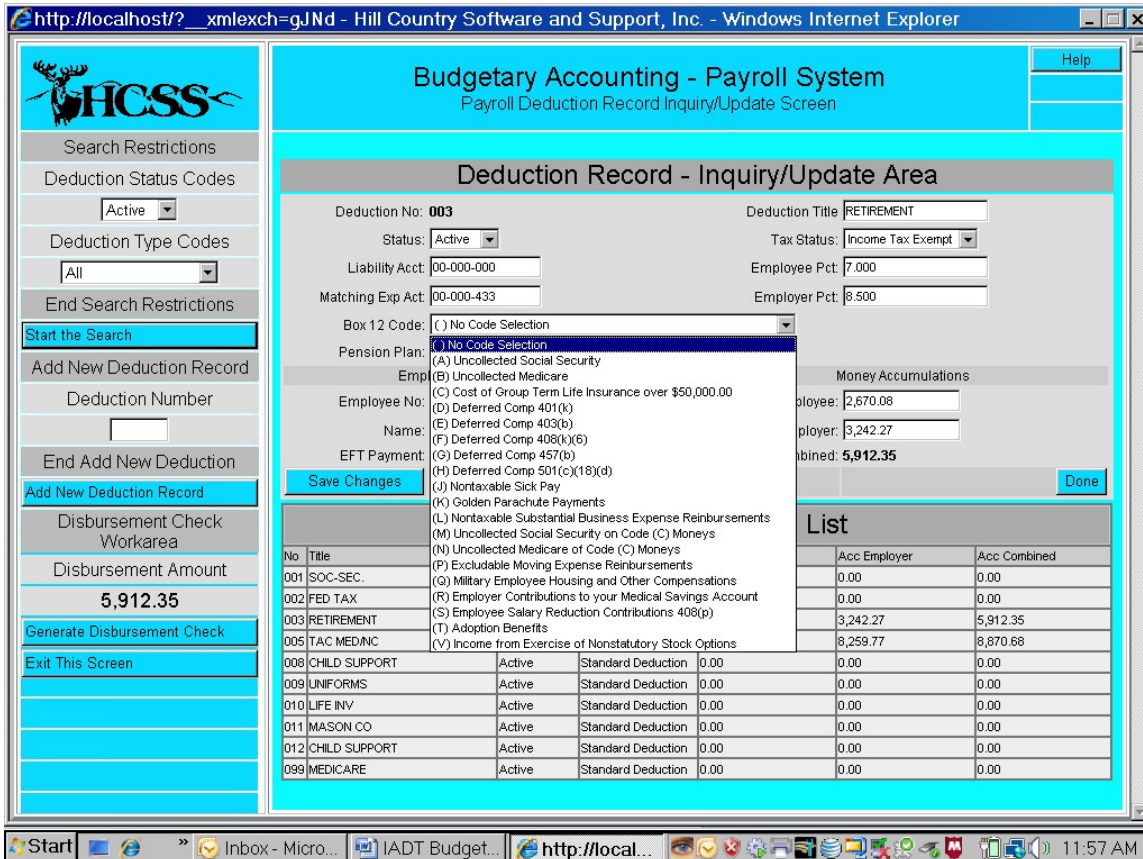 http://localhost/?__xmlexch=gJNd - Hill Country Software and Support, Inc. - Windows Internet Explorer
HCSS
Search Restrictions
Deduction Status Codes
Active
Deduction Type Codes
All
End Search Restrictions
Start the Search
Add New Deduction Record
Deduction Number
End Add New Deduction
Add New Deduction Record
Disbursement Check
Workarea
Disbursement Amount
5,912.35
Generate Disbursement Check
Exit This Screen
Budgetary Accounting - Payroll System
Payroll Deduction Record Inquiry/Update Screen
Help
Deduction Record - Inquiry/Update Area
Deduction No: 003 Deduction Title RETIREMENT
Status: Active Tax Status: Income Tax Exempt
Liability Acct: 00-000-000 Employee Pct: 7.000
Matching Exp Act: 00-000-433 Employer Pct: 8.500
Box 12 Code: ( ) No Code Selection
Pension Plan:
Empl Money Accumulations
Employee No: ployee: 2,670.08
Name: ployer: 3,242.27
EFT Payment bined: 5,912.35
Save Changes Done
( ) No Code Selection
(A) Uncollected Social Security
(B) Uncollected Medicare
(C) Cost of Group Term Life Insurance over $50,000.00
(D) Deferred Comp 401(k)
(E) Deferred Comp 403(b)
(F) Deferred Comp 408(k)(6)
(G) Deferred Comp 457(b)
(H) Deferred Comp 501(c)(18)(d)
(J) Nontaxable Sick Pay
(K) Golden Parachute Payments
(L) Nontaxable Substantial Business Expense Reinbursements
(M) Uncollected Social Security on Code (C) Moneys
(N) Uncollected Medicare of Code (C) Moneys
(P) Excludable Moving Expense Reinbursements
(Q) Military Employee Housing and Other Compensations
(R) Employer Contributions to your Medical Savings Account
(S) Employee Salary Reduction Contributions 408(p)
(T) Adoption Benefits
(V) Income from Exercise of Nonstatutory Stock Options
List
No Title Acc Employer Acc Combined
001 SOC-SEC. 0.00 0.00
002 FED TAX 0.00 0.00
003 RETIREMENT 3,242.27 5,912.35
005 TAC MED/NC 8,259.77 8,870.68
008 CHILD SUPPORT Active Standard Deduction 0.00 0.00 0.00
009 UNIFORMS Active Standard Deduction 0.00 0.00 0.00
010 LIFE INV Active Standard Deduction 0.00 0.00 0.00
011 MASON CO Active Standard Deduction 0.00 0.00 0.00
012 CHILD SUPPORT Active Standard Deduction 0.00 0.00 0.00
099 MEDICARE Active Standard Deduction 0.00 0.00 0.00
Start » Inbox - Micro... IADT Budget... http://local... 11:57 AM